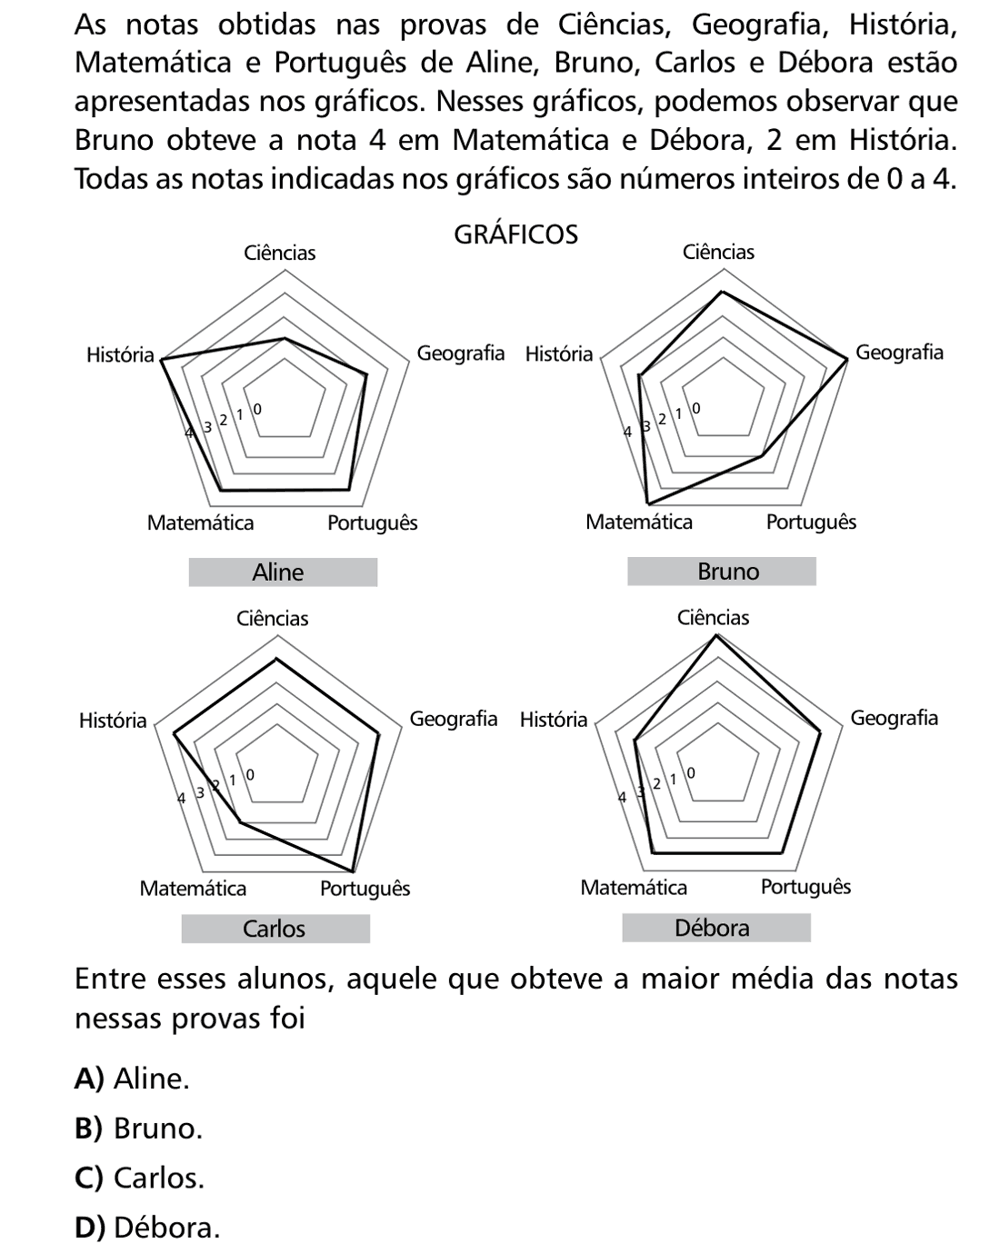 As notas obtidas nas provas de Ciências, Geografia, História,
Matemática e Português de Aline, Bruno, Carlos e Débora estão
apresentadas nos gráficos. Nesses gráficos, podemos observar que
Bruno obteve a nota 4 em Matemática e Débora, 2 em História.
Todas as notas indicadas nos gráficos são números inteiros de 0 a 4.
GRÁFICOS
Ciências
História
Geografia
4 3 2 1 0
Matemática
Português
Aline
Ciências
História
Geografia
4 3 2 1 0
Matemática
Português
Bruno
Ciências
História
Geografia
4 3 2 1 0
Matemática
Português
Carlos
Ciências
História
Geografia
4 3 2 1 0
Matemática
Português
Débora
Entre esses alunos, aquele que obteve a maior média das notas
nessas provas foi
A) Aline.
B) Bruno.
C) Carlos.
D) Débora.